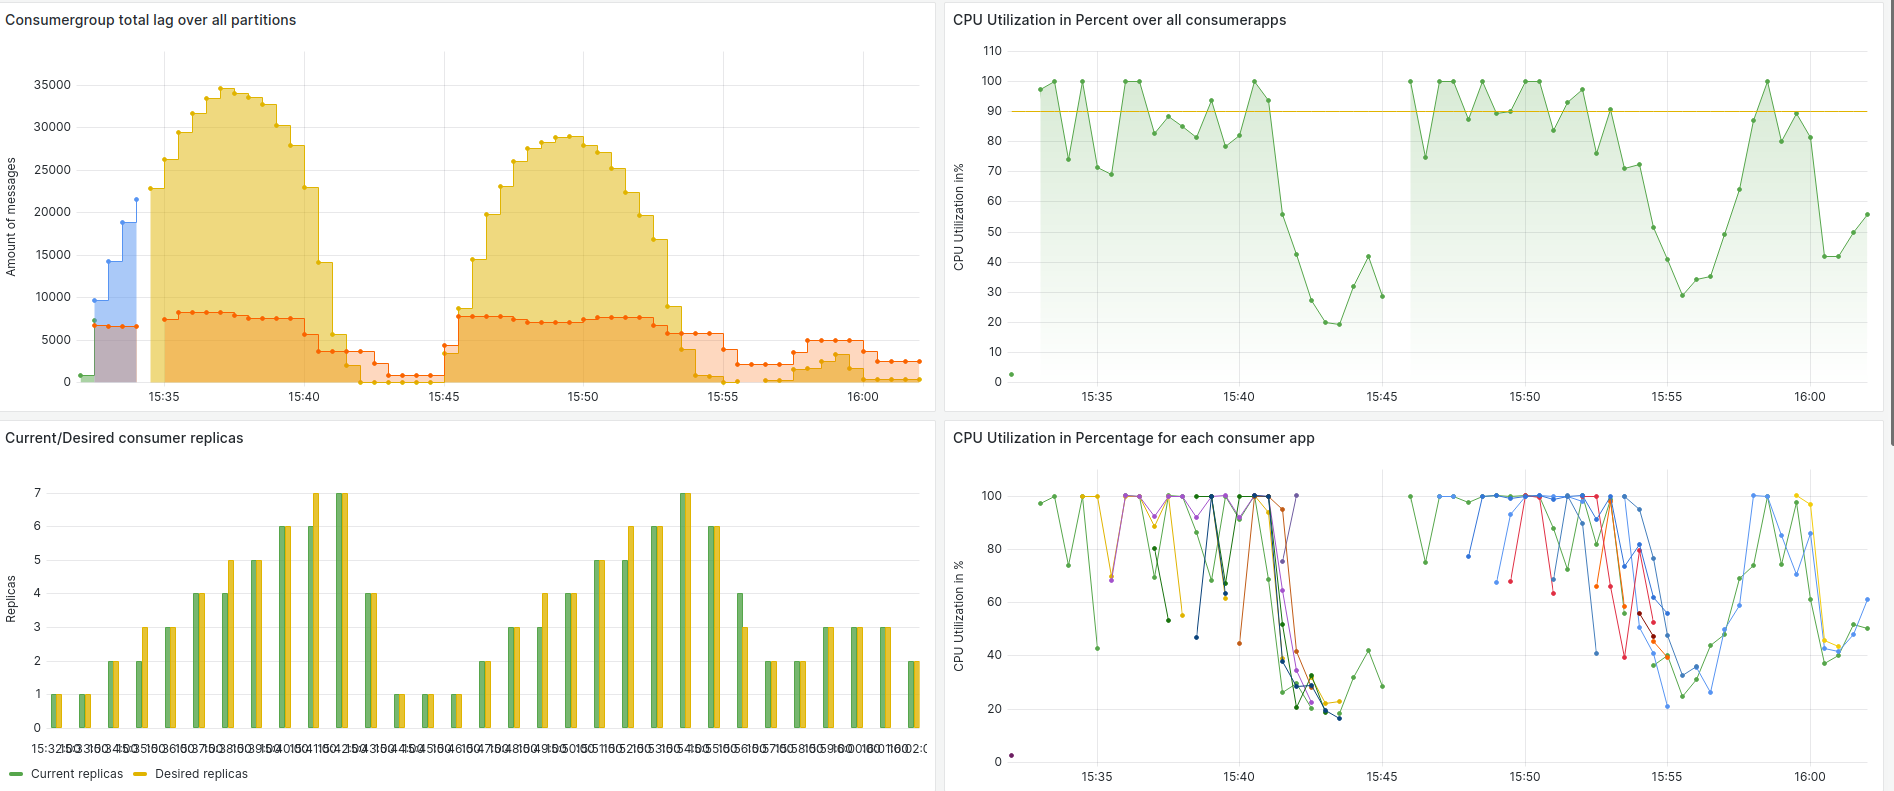 Consumergroup total lag over all partitions
Amount of messages
35000
30000
25000
20000
15000
10000
5000
0
15:35 15:40 15:45 15:50 15:55 16:00
CPU Utilization in Percent over all consumerapps
CPU Utilization in%
110
100
90
80
70
60
50
40
30
20
10
0
15:35 15:40 15:45 15:50 15:55 16:00
Current/Desired consumer replicas
Replicas
7
6
5
4
3
2
1
0
Current replicas Desired replicas
CPU Utilization in Percentage for each consumer app
CPU Utilization in %
100
80
60
40
20
0
15:35 15:40 15:45 15:50 15:55 16:00